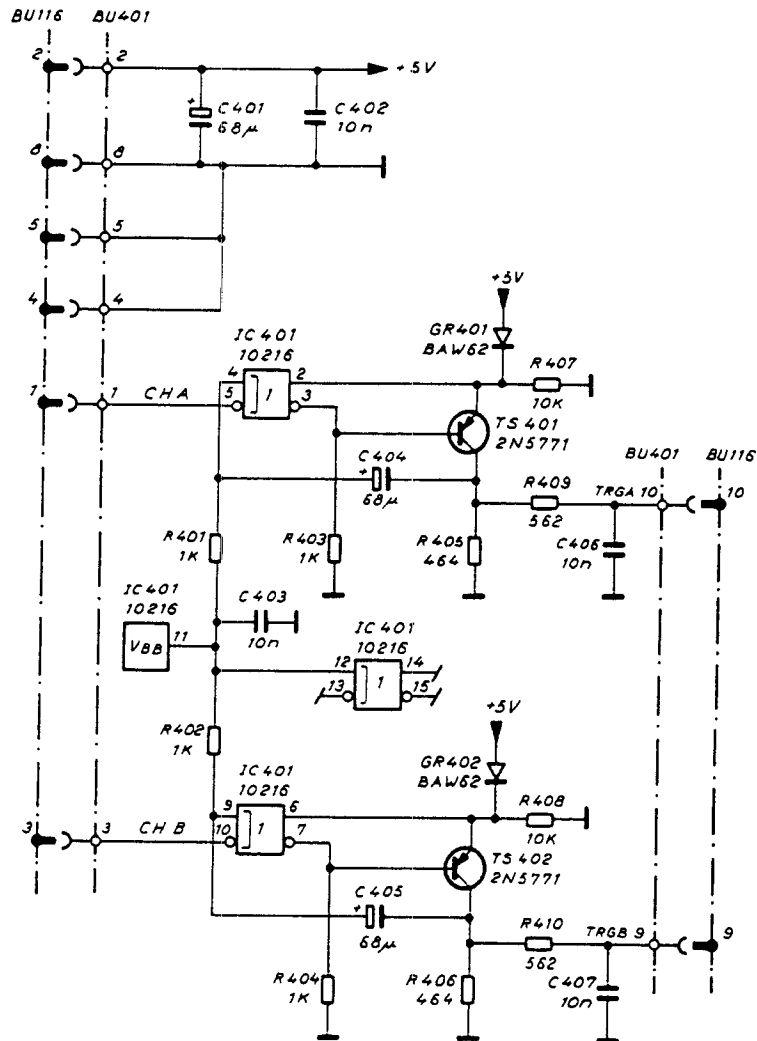 BU116 BU401
2 2
+5V
+ C401
68µ
C402
10n
8 8
5 5
4 4
+5V
GR401
BAW62
IC401
10216
R407
10K
4 2
1 1 CHA 5 1 3
TS401
2N5771
+ C404
68µ
BU401 BU116
R409
562
TRGA 10 10
R401
1K
R403
1K
R405
464
C406
10n
IC401
10216
VBB 11
C403
10n
IC401
10216
12 14
13 1 15
R402
1K
+5V
GR402
BAW62
IC401
10216
R408
10K
9 6
3 3 CHB 10 1 7
TS402
2N5771
+ C405
68µ
R410
562
TRGB 9 9
R404
1K
R406
464
C407
10n